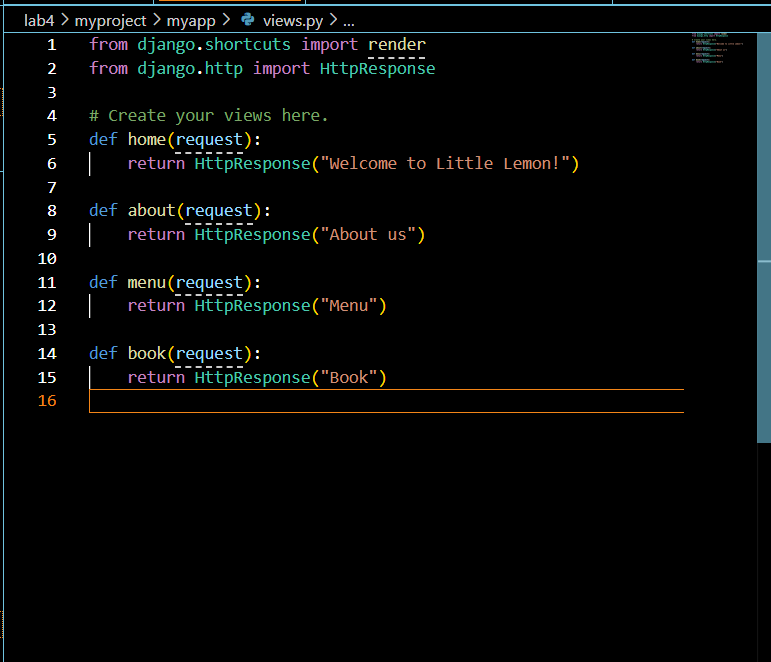 lab4 > myproject > myapp > views.py > ...
1 from django.shortcuts import render
2 from django.http import HttpResponse
3
4 # Create your views here.
5 def home(request):
6     return HttpResponse("Welcome to Little Lemon!")
7
8 def about(request):
9     return HttpResponse("About us")
10
11 def menu(request):
12     return HttpResponse("Menu")
13
14 def book(request):
15     return HttpResponse("Book")
16